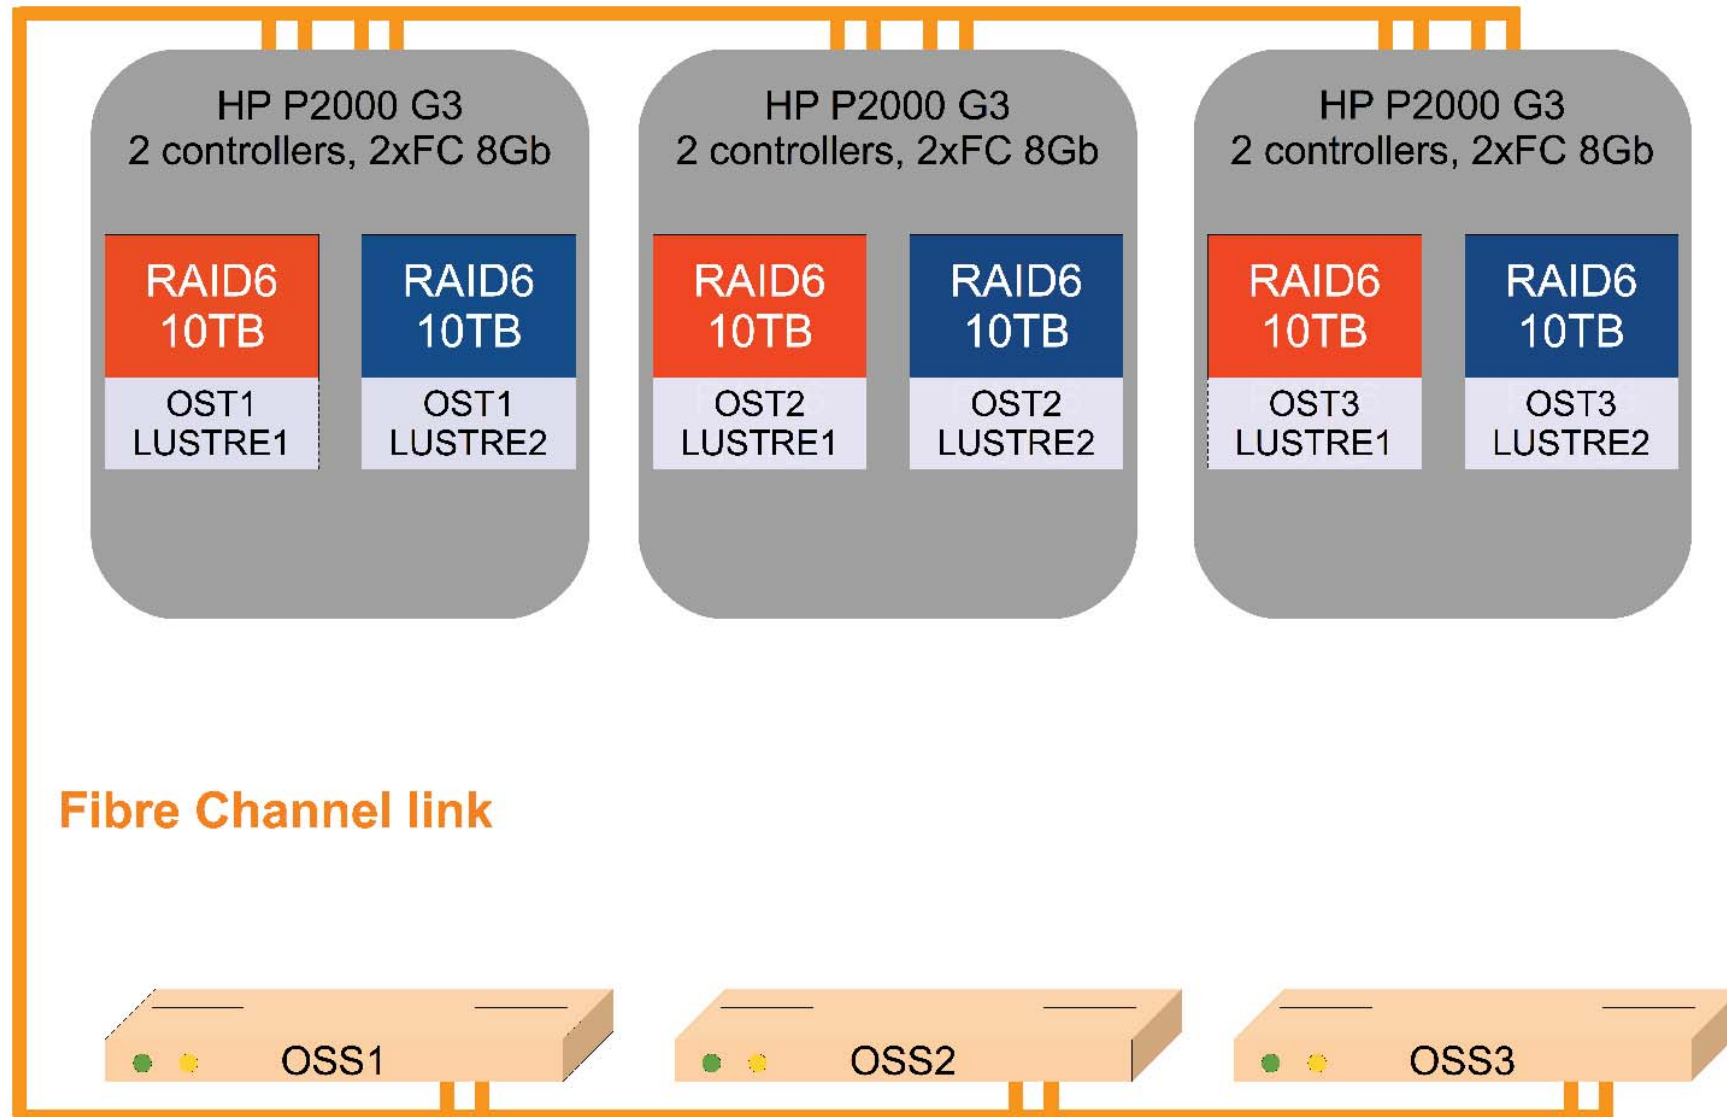 HP P2000 G3
2 controllers, 2xFC 8Gb
RAID6
10TB
OST1
LUSTRE1
RAID6
10TB
OST1
LUSTRE2
HP P2000 G3
2 controllers, 2xFC 8Gb
RAID6
10TB
OST2
LUSTRE1
RAID6
10TB
OST2
LUSTRE2
HP P2000 G3
2 controllers, 2xFC 8Gb
RAID6
10TB
OST3
LUSTRE1
RAID6
10TB
OST3
LUSTRE2
Fibre Channel link
OSS1
OSS2
OSS3